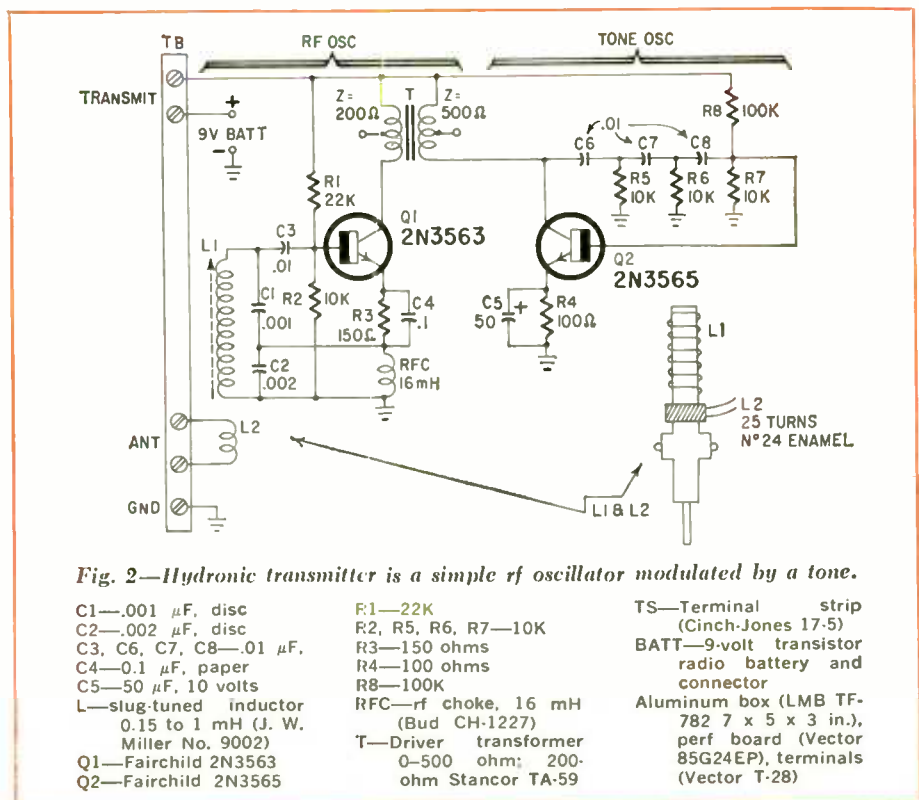 TB
RF OSC
TONE OSC
TRANSMIT
+
9V BATT
−
Z=
200Ω
T
Z=
500Ω
R8
100K
.01
C6
C7
C8
R5
10K
R6
10K
R7
10K
R1
22K
Q1
2N3563
Q2
2N3565
L1
C3
.01
C1
.001
R2
10K
R3
150Ω
C4
.1
C2
.002
RFC
16mH
C5
50
+
R4
100Ω
ANT
L2
GND
L1
L2
25 TURNS
Nº24 ENAMEL
L1 & L2
Fig. 2—Hydronic transmitter is a simple rf oscillator modulated by a tone.
C1—.001 μF, disc
C2—.002 μF, disc
C3, C6, C7, C8—.01 μF,
C4—0.1 μF, paper
C5—50 μF, 10 volts
L—slug-tuned inductor
0.15 to 1 mH (J. W.
Miller No. 9002)
Q1—Fairchild 2N3563
Q2—Fairchild 2N3565
R1—22K
R2, R5, R6, R7—10K
R3—150 ohms
R4—100 ohms
R8—100K
RFC—rf choke, 16 mH
(Bud CH-1227)
T—Driver transformer
0–500 ohm; 200-
ohm Stancor TA-59
TS—Terminal strip
(Cinch-Jones 17-5)
BATT—9-volt transistor
radio battery and
connector
Aluminum box (LMB TF-
782 7 x 5 x 3 in.),
perf board (Vector
85G24EP), terminals
(Vector T-28)